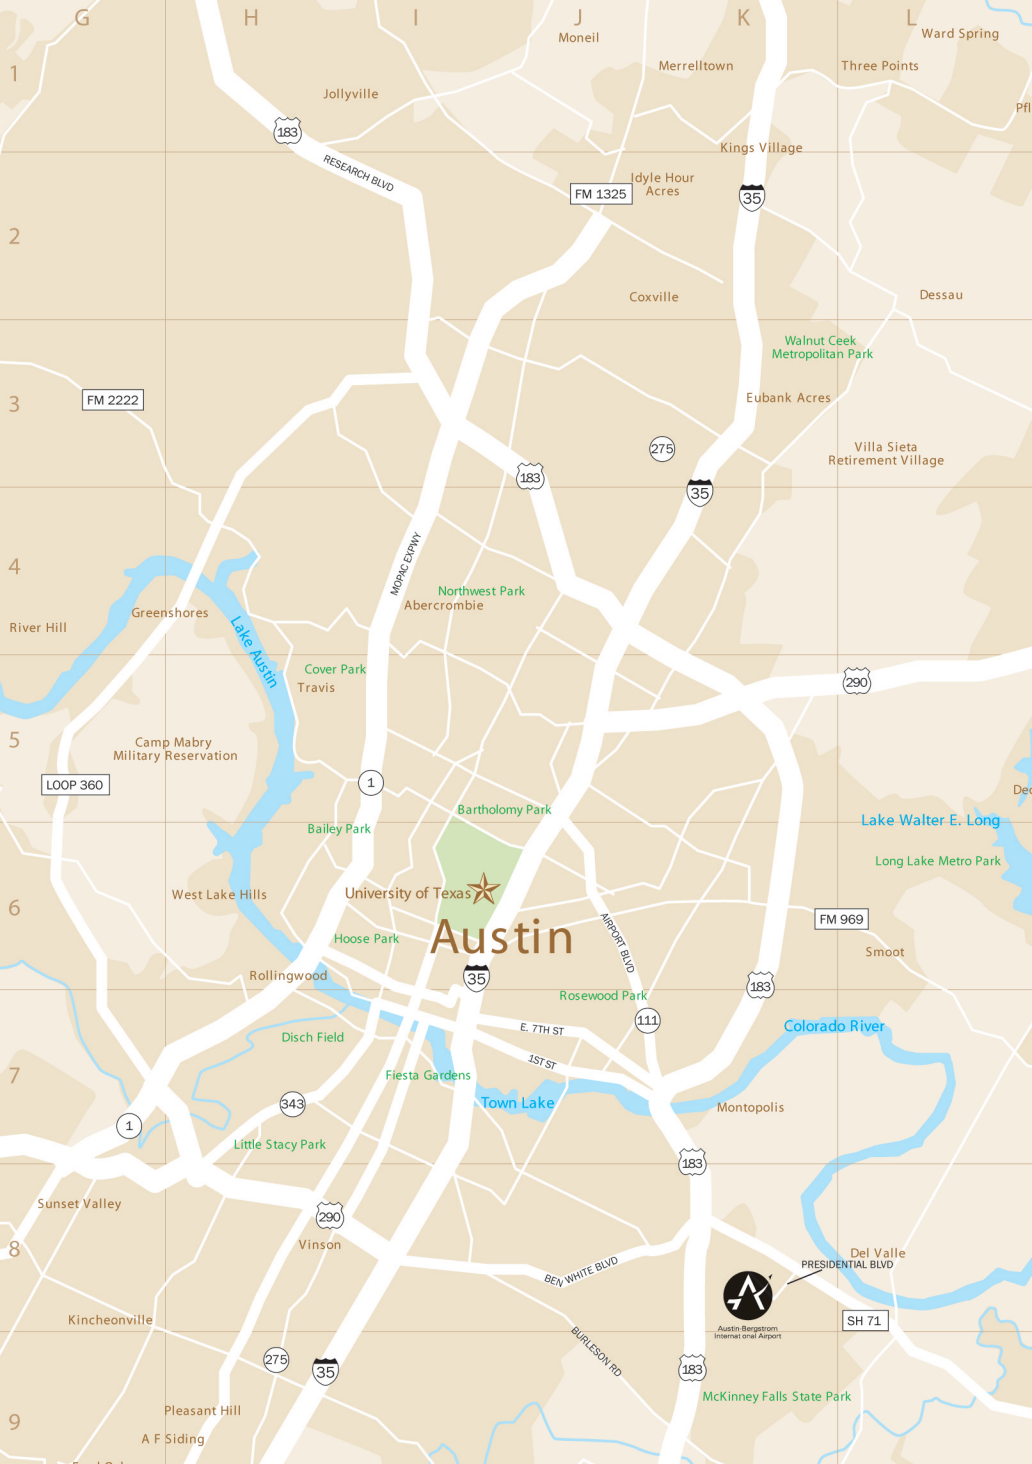 G
H
I
J
K
L
1
2
3
4
5
6
7
8
9
Moneil
Ward Spring
Merrelltown
Three Points
Jollyville
Pfl
183
Kings Village
RESEARCH BLVD
Idyle Hour
Acres
FM 1325
35
Coxville
Dessau
Walnut Ceek
Metropolitan Park
FM 2222
Eubank Acres
275
Villa Sieta
Retirement Village
183
35
MOPAC EXPWY
Northwest Park
Abercrombie
Greenshores
River Hill
Lake Austin
Cover Park
Travis
290
Camp Mabry
Military Reservation
LOOP 360
1
Dec
Bartholomy Park
Bailey Park
Lake Walter E. Long
Long Lake Metro Park
West Lake Hills
University of Texas
Austin
FM 969
AIRPORT BLVD
Hoose Park
Smoot
Rollingwood
35
183
Rosewood Park
111
E. 7TH ST
Colorado River
Disch Field
1ST ST
Fiesta Gardens
343
Town Lake
Montopolis
1
Little Stacy Park
183
Sunset Valley
290
Vinson
Del Valle
PRESIDENTIAL BLVD
BEN WHITE BLVD
Austin-Bergstrom
International Airport
Kincheonville
SH 71
BURLESON RD
275
35
183
McKinney Falls State Park
Pleasant Hill
A F Siding